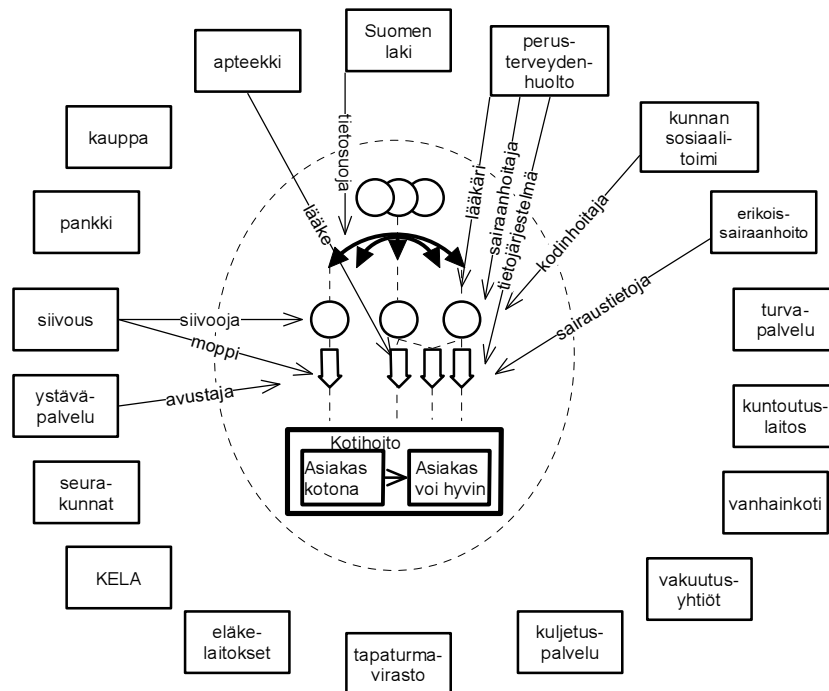 Suomen
laki
apteekki
perus-
terveyden-
huolto
kauppa
kunnan
sosiaali-
toimi
pankki
erikois-
sairaanhoito
tietosuoja
lääke
lääkäri
sairaanhoitaja
tietojärjestelmä
kodinhoitaja
sairaustietoja
siivous
siivooja
moppi
turva-
palvelu
ystävä-
palvelu
avustaja
kuntoutus-
laitos
Kotihoito
Asiakas
kotona
Asiakas
voi hyvin
seura-
kunnat
vanhainkoti
KELA
vakuutus-
yhtiöt
eläke-
laitokset
tapaturma-
virasto
kuljetus-
palvelu